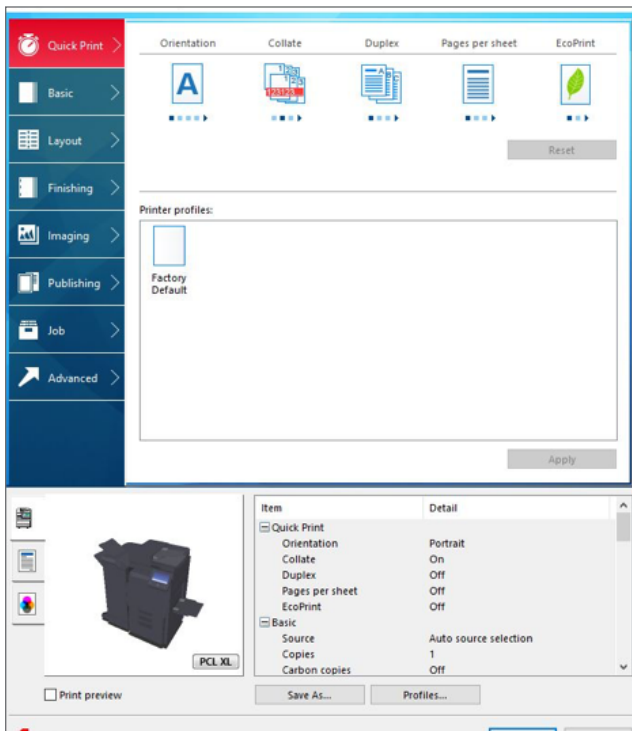 Quick Print
Basic
Layout
Finishing
Imaging
Publishing
Job
Advanced
Orientation Collate Duplex Pages per sheet EcoPrint
A
123
123123
A B C
Reset
Printer profiles:
Factory
Default
Apply
PCL XL
Print preview
Item Detail
Quick Print
Orientation Portrait
Collate On
Duplex Off
Pages per sheet Off
EcoPrint Off
Basic
Source Auto source selection
Copies 1
Carbon copies Off
Save As... Profiles...